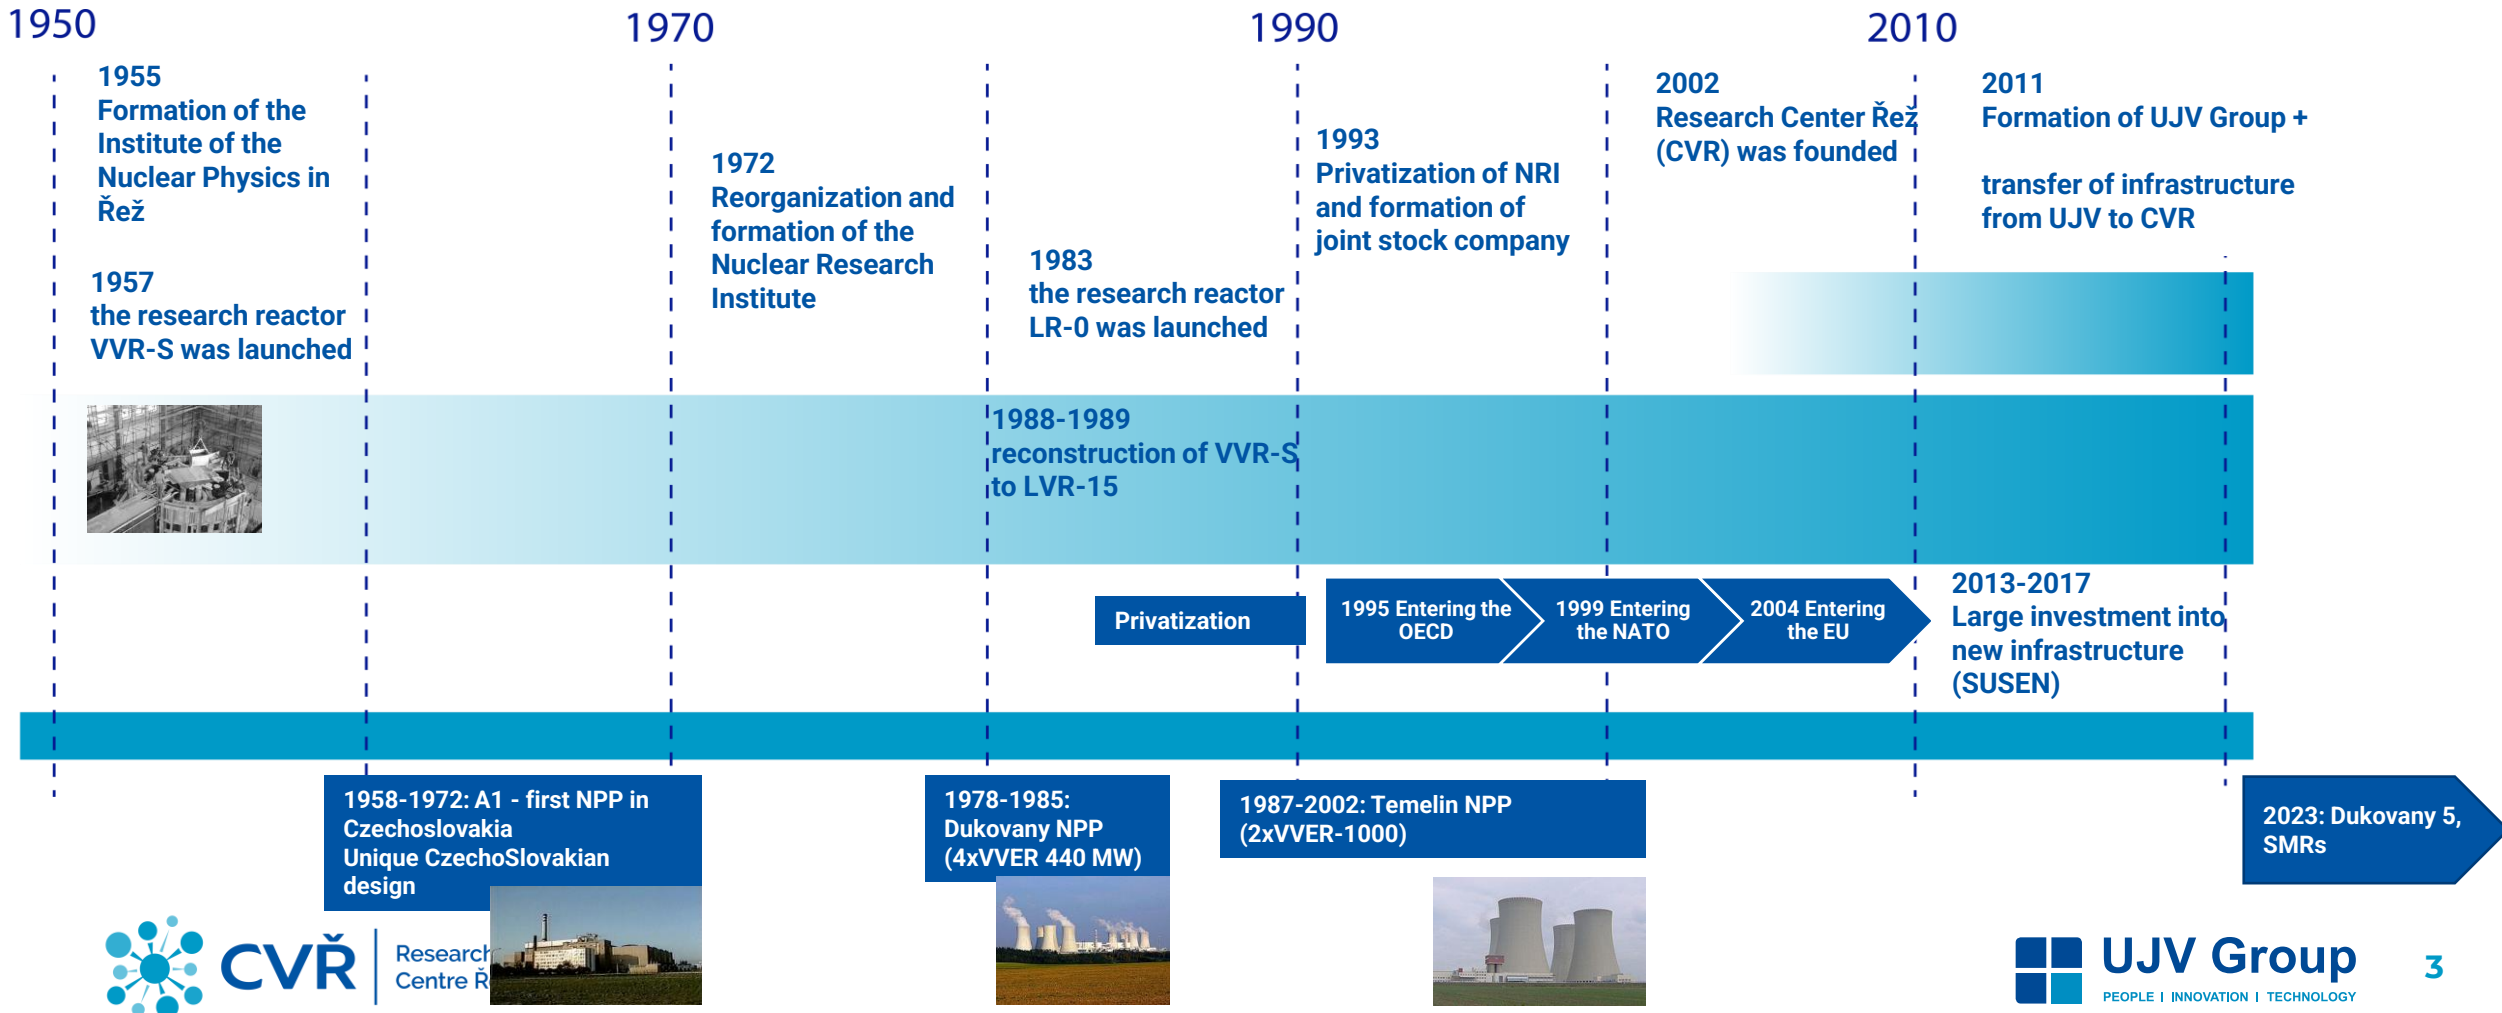 1950
1970
1990
2010
1955
Formation of the
Institute of the
Nuclear Physics in
Řež
1957
the research reactor
VVR-S was launched
1972
Reorganization and
formation of the
Nuclear Research
Institute
1983
the research reactor
LR-0 was launched
1993
Privatization of NRI
and formation of
joint stock company
2002
Research Center Řež
(CVR) was founded
2011
Formation of UJV Group +
transfer of infrastructure
from UJV to CVR
1988-1989
reconstruction of VVR-S
to LVR-15
Privatization
1995 Entering the
OECD
1999 Entering
the NATO
2004 Entering
the EU
2013-2017
Large investment into
new infrastructure
(SUSEN)
1958-1972: A1 - first NPP in
Czechoslovakia
Unique CzechoSlovakian
design
1978-1985:
Dukovany NPP
(4xVVER 440 MW)
1987-2002: Temelin NPP
(2xVVER-1000)
2023: Dukovany 5,
SMRs
CVŘ
Research
Centre
UJV Group
PEOPLE | INNOVATION | TECHNOLOGY
3